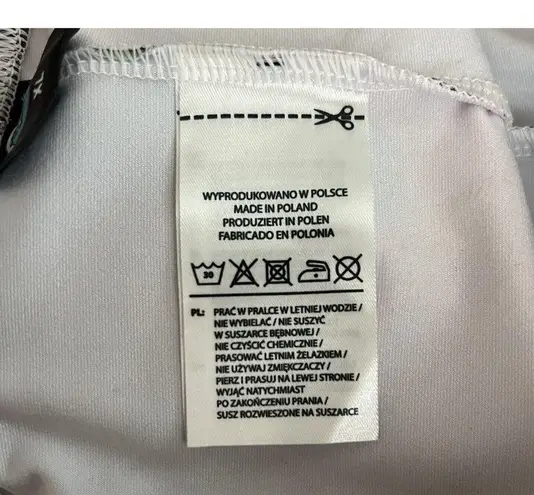 WYPRODUKOWANO W POLSCE
MADE IN POLAND
PRODUZIERT IN POLEN
FABRICADO EN POLONIA
30
PL: PRAĆ W PRALCE W LETNIEJ WODZIE /
NIE WYBIELAĆ / NIE SUSZYĆ
W SUSZARCE BĘBNOWEJ /
NIE CZYŚCIĆ CHEMICZNIE /
PRASOWAĆ LETNIM ŻELAZKIEM /
NIE UŻYWAJ ZMIĘKCZACZY /
PIERZ I PRASUJ NA LEWEJ STRONIE /
WYJĄĆ NATYCHMIAST
PO ZAKOŃCZENIU PRANIA /
SUSZ ROZWIESZONE NA SUSZARCE